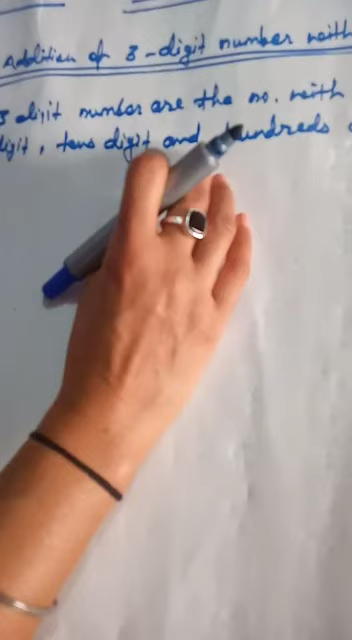 Addition of 3-digit number with
3 digit number are the no. with
digit, tens digit and hundreds